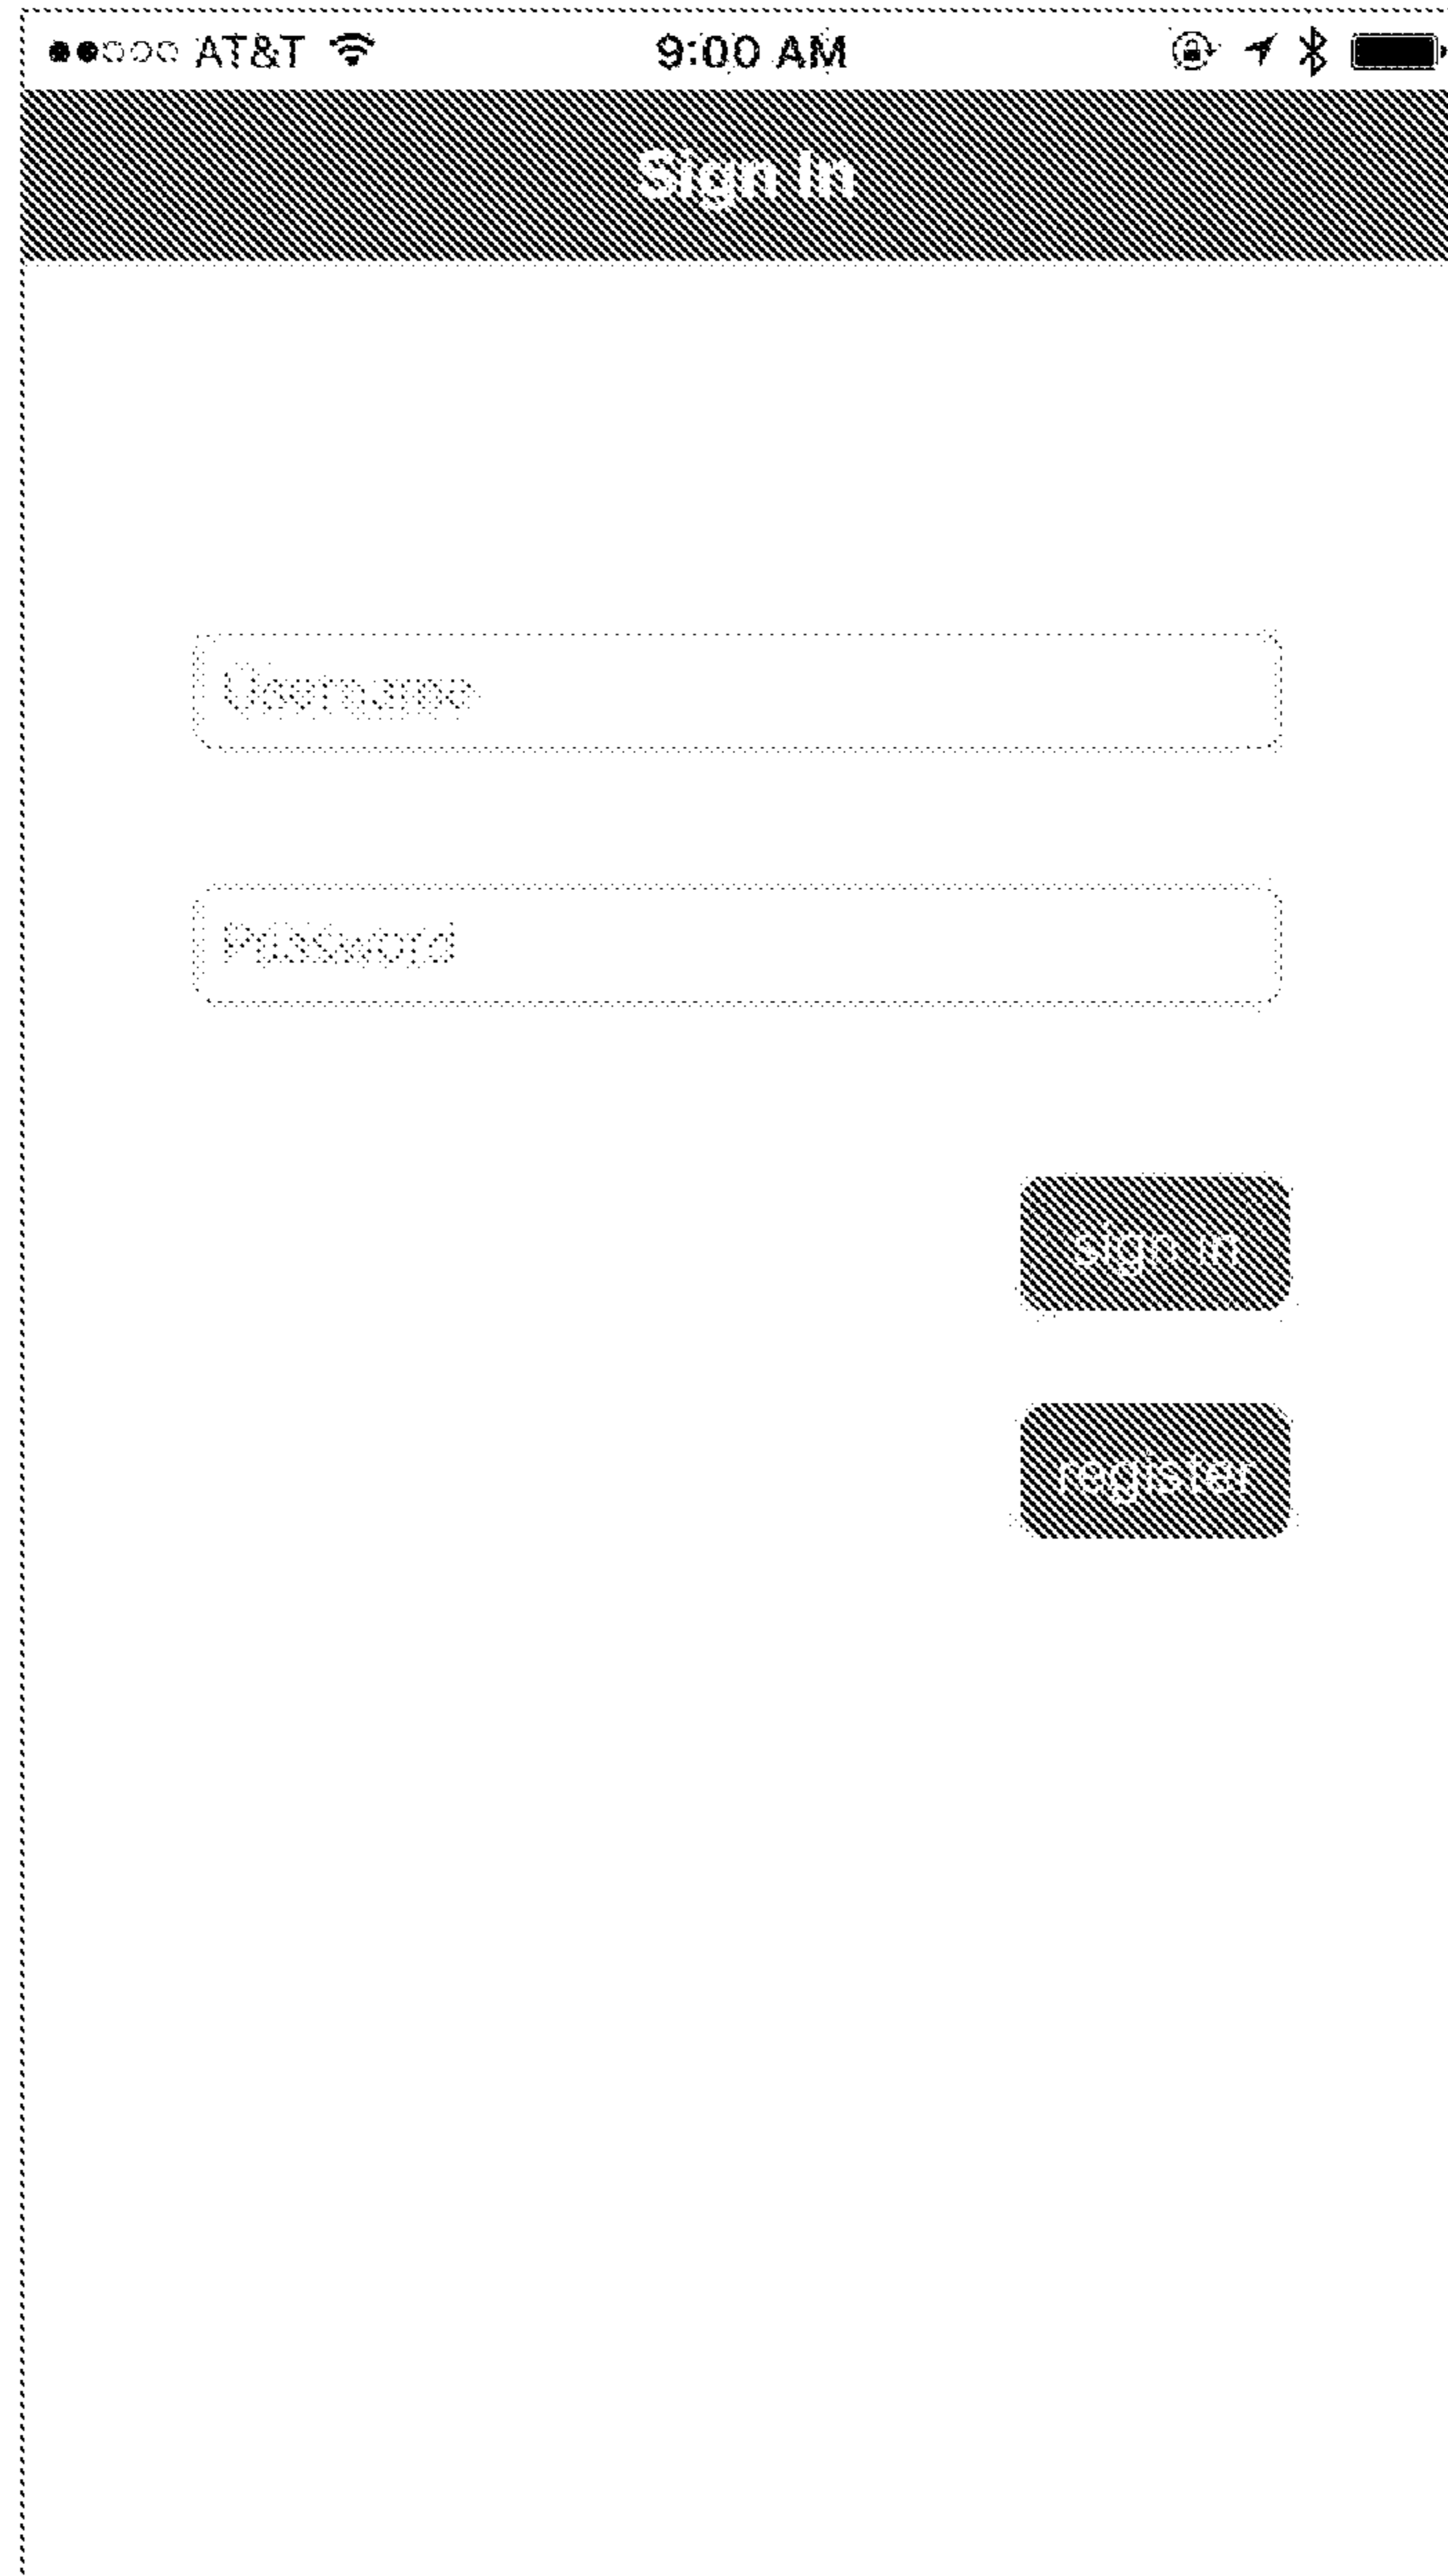 AT&T 9:00 AM
Sign In
Username
Password
sign in
register